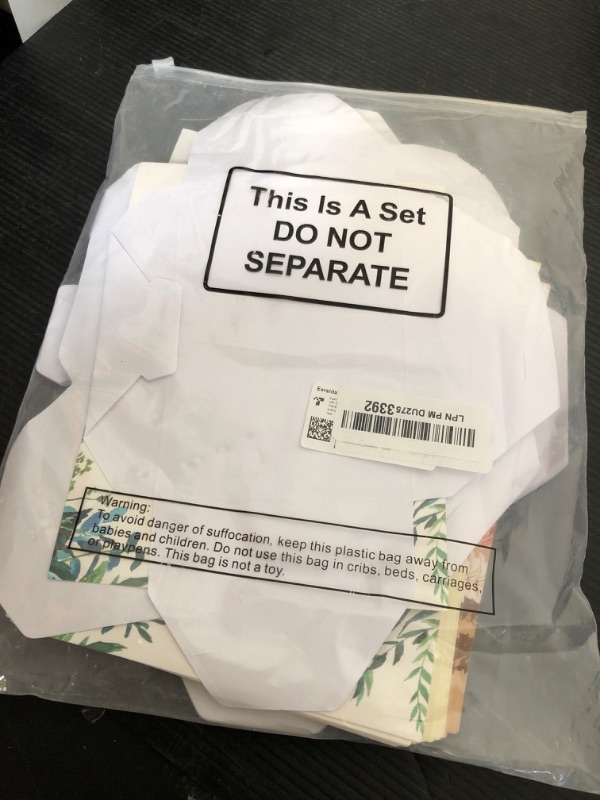 This Is A Set
DO NOT
SEPARATE
LPN PM DU2753392
Warning:
To avoid danger of suffocation, keep this plastic bag away from
babies and children. Do not use this bag in cribs, beds, carriages,
or playpens. This bag is not a toy.